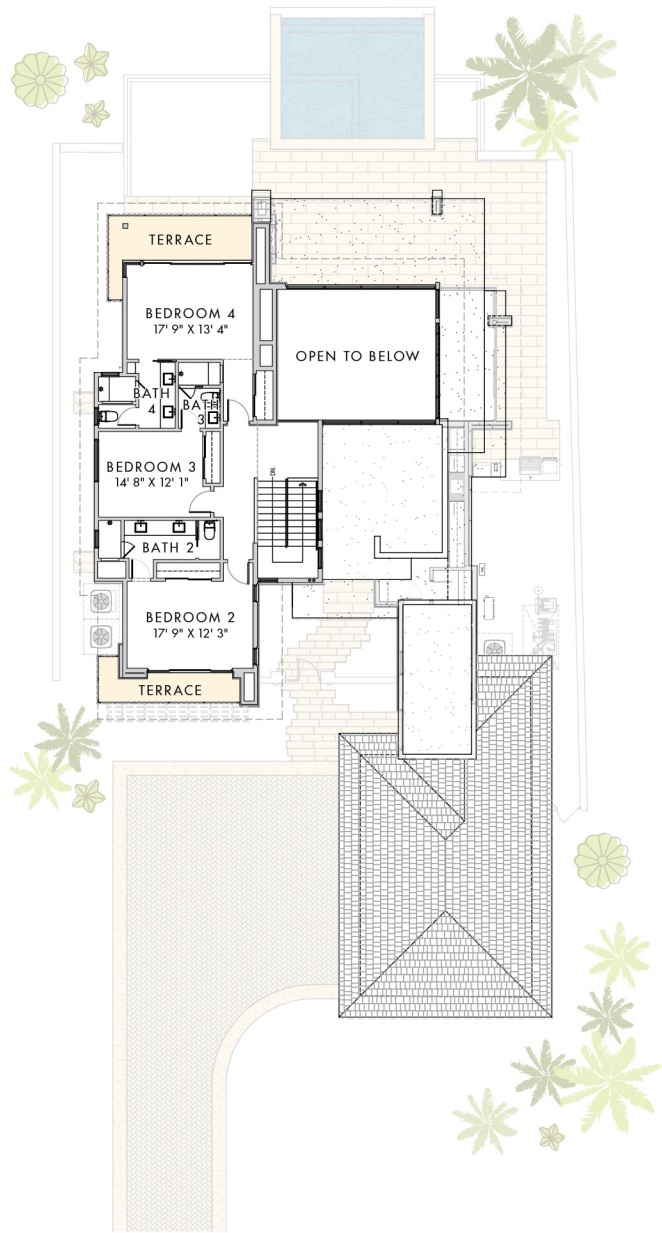 TERRACE
BEDROOM 4
17' 9" X 13' 4"
OPEN TO BELOW
BATH
4
BATH
3
BEDROOM 3
14' 8" X 12' 1"
DN.
BATH 2
BEDROOM 2
17' 9" X 12' 3"
TERRACE